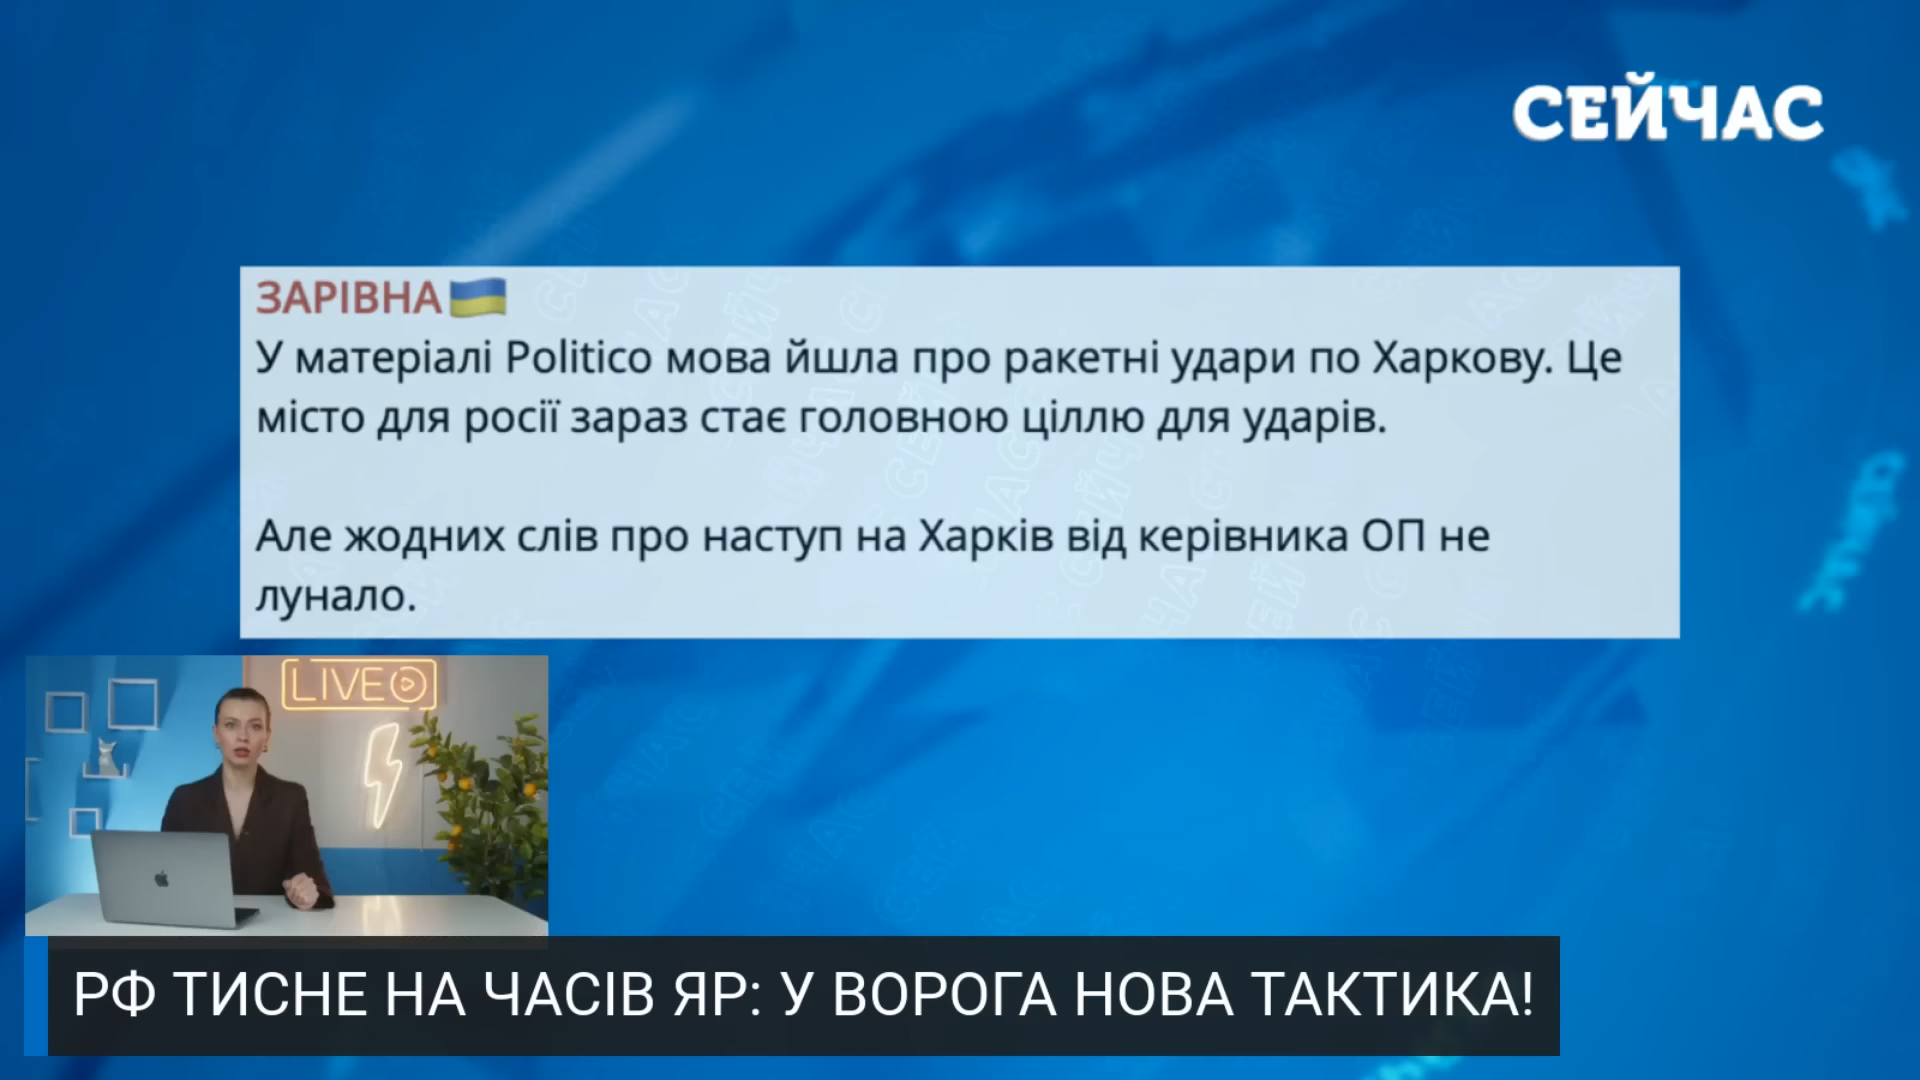 СЕЙЧАС
ЗАРІВНА
У матеріалі Politico мова йшла про ракетні удари по Харкову. Це
місто для росії зараз стає головною ціллю для ударів.
Але жодних слів про наступ на Харків від керівника ОП не
лунало.
LIVE
РФ ТИСНЕ НА ЧАСІВ ЯР: У ВОРОГА НОВА ТАКТИКА!